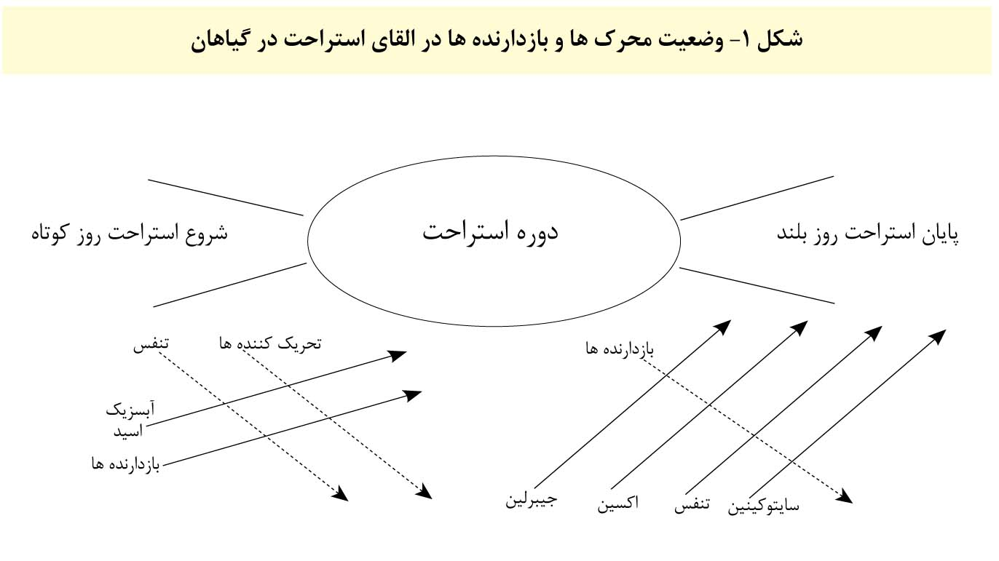 شکل ۱- وضعیت محرک ها و بازدارنده ها در القای استراحت در گیاهان
پایان استراحت روز بلند
دوره استراحت
شروع استراحت روز کوتاه
بازدارنده ها
تحریک کننده ها
تنفس
آبسزیک
اسید
بازدارنده ها
سایتوکینین
تنفس
اکسین
جیبرلین